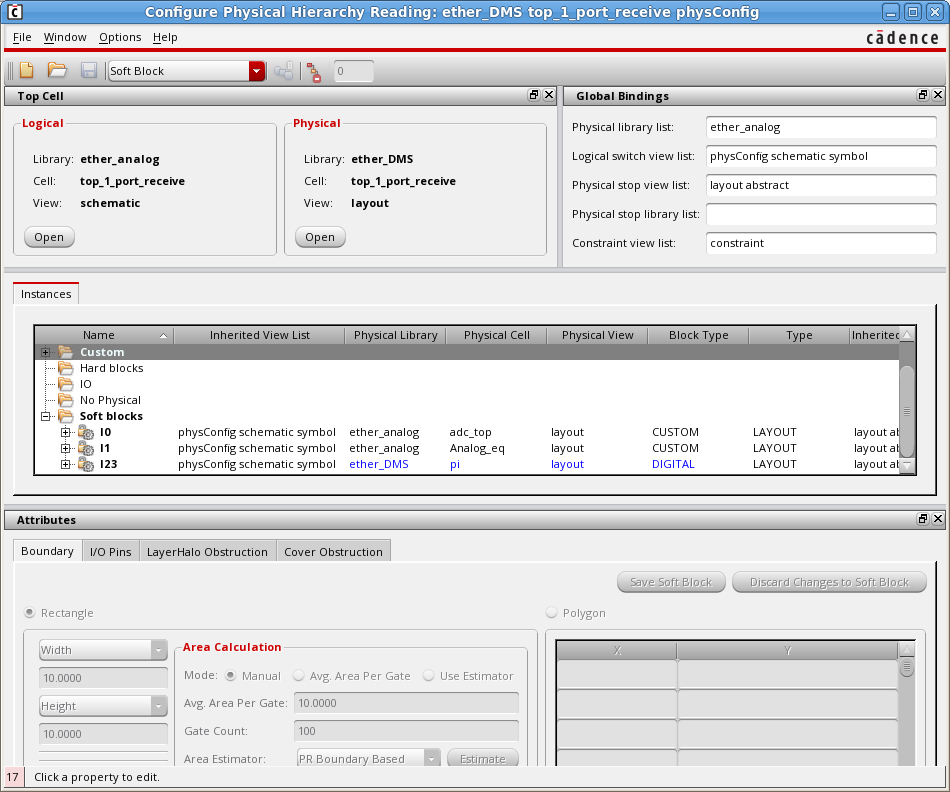 Configure Physical Hierarchy Reading: ether_DMS top_1_port_receive physConfig
File Window Options Help
cādence
Soft Block
0
Top Cell
Logical
Library: ether_analog
Cell: top_1_port_receive
View: schematic
Open
Physical
Library: ether_DMS
Cell: top_1_port_receive
View: layout
Open
Global Bindings
Physical library list: ether_analog
Logical switch view list: physConfig schematic symbol
Physical stop view list: layout abstract
Physical stop library list:
Constraint view list: constraint
Instances
Name Inherited View List Physical Library Physical Cell Physical View Block Type Type Inherited
Custom
Hard blocks
IO
No Physical
Soft blocks
I0 physConfig schematic symbol ether_analog adc_top layout CUSTOM LAYOUT layout ab
I1 physConfig schematic symbol ether_analog Analog_eq layout CUSTOM LAYOUT layout ab
I23 physConfig schematic symbol ether_DMS pi layout DIGITAL LAYOUT layout ab
Attributes
Boundary I/O Pins LayerHalo Obstruction Cover Obstruction
Save Soft Block Discard Changes to Soft Block
Rectangle
Width
10.0000
Height
10.0000
Area Calculation
Mode: Manual Avg. Area Per Gate Use Estimator
Avg. Area Per Gate: 10.0000
Gate Count: 100
Area Estimator: PR Boundary Based Estimate
Polygon
X Y
17 Click a property to edit.